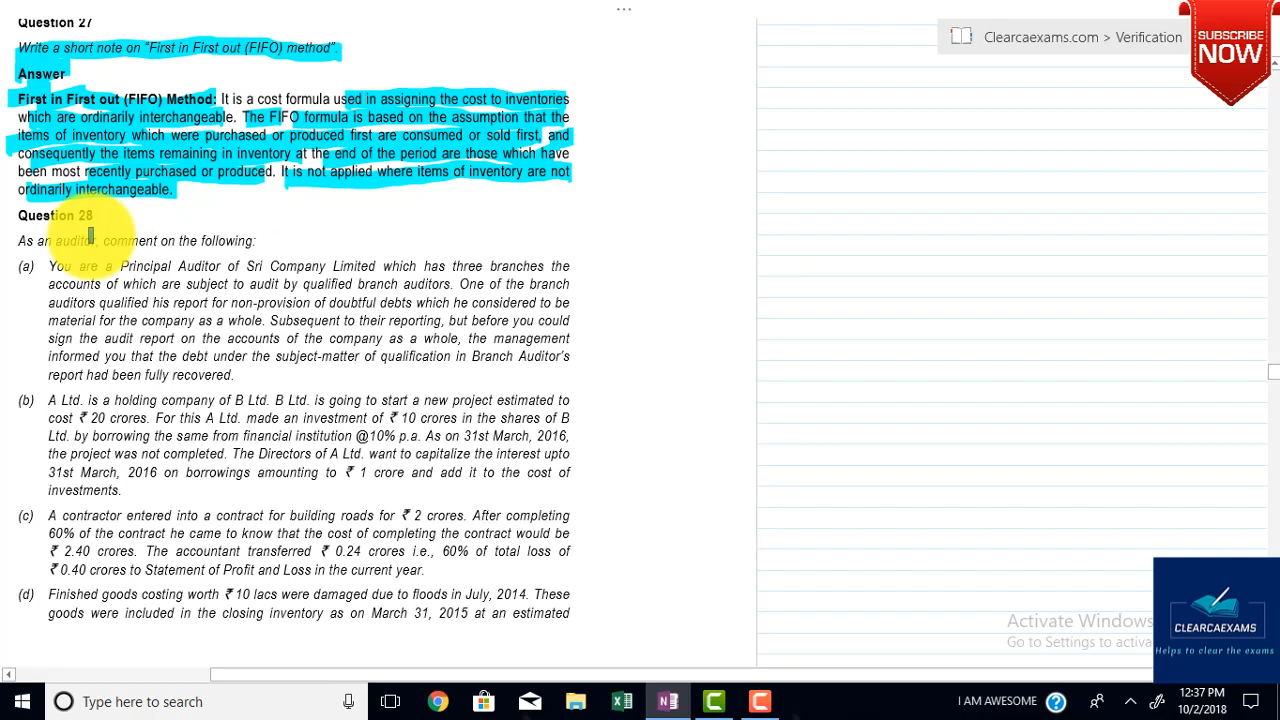 Question 27
Write a short note on “First in First out (FIFO) method”.
Answer
First in First out (FIFO) Method: It is a cost formula used in assigning the cost to inventories
which are ordinarily interchangeable. The FIFO formula is based on the assumption that the
items of inventory which were purchased or produced first are consumed or sold first, and
consequently the items remaining in inventory at the end of the period are those which have
been most recently purchased or produced. It is not applied where items of inventory are not
ordinarily interchangeable.
Question 28
As an auditor, comment on the following:
(a) You are a Principal Auditor of Sri Company Limited which has three branches the
accounts of which are subject to audit by qualified branch auditors. One of the branch
auditors qualified his report for non-provision of doubtful debts which he considered to be
material for the company as a whole. Subsequent to their reporting, but before you could
sign the audit report on the accounts of the company as a whole, the management
informed you that the debt under the subject-matter of qualification in Branch Auditor's
report had been fully recovered.
(b) A Ltd. is a holding company of B Ltd. B Ltd. is going to start a new project estimated to
cost ₹ 20 crores. For this A Ltd. made an investment of ₹ 10 crores in the shares of B
Ltd. by borrowing the same from financial institution @10% p.a. As on 31st March, 2016,
the project was not completed. The Directors of A Ltd. want to capitalize the interest upto
31st March, 2016 on borrowings amounting to ₹ 1 crore and add it to the cost of
investments.
(c) A contractor entered into a contract for building roads for ₹ 2 crores. After completing
60% of the contract he came to know that the cost of completing the contract would be
₹ 2.40 crores. The accountant transferred ₹ 0.24 crores i.e., 60% of total loss of
₹ 0.40 crores to Statement of Profit and Loss in the current year.
(d) Finished goods costing worth ₹ 10 lacs were damaged due to floods in July, 2014. These
goods were included in the closing inventory as on March 31, 2015 at an estimated
Clearcaexams.com > Verification
SUBSCRIBE
NOW
Activate Windows
Go to Settings to activa
CLEARCAEXAMS
Helps to clear the exams
Type here to search
I AM AWESOME
12:37 PM
10/2/2018